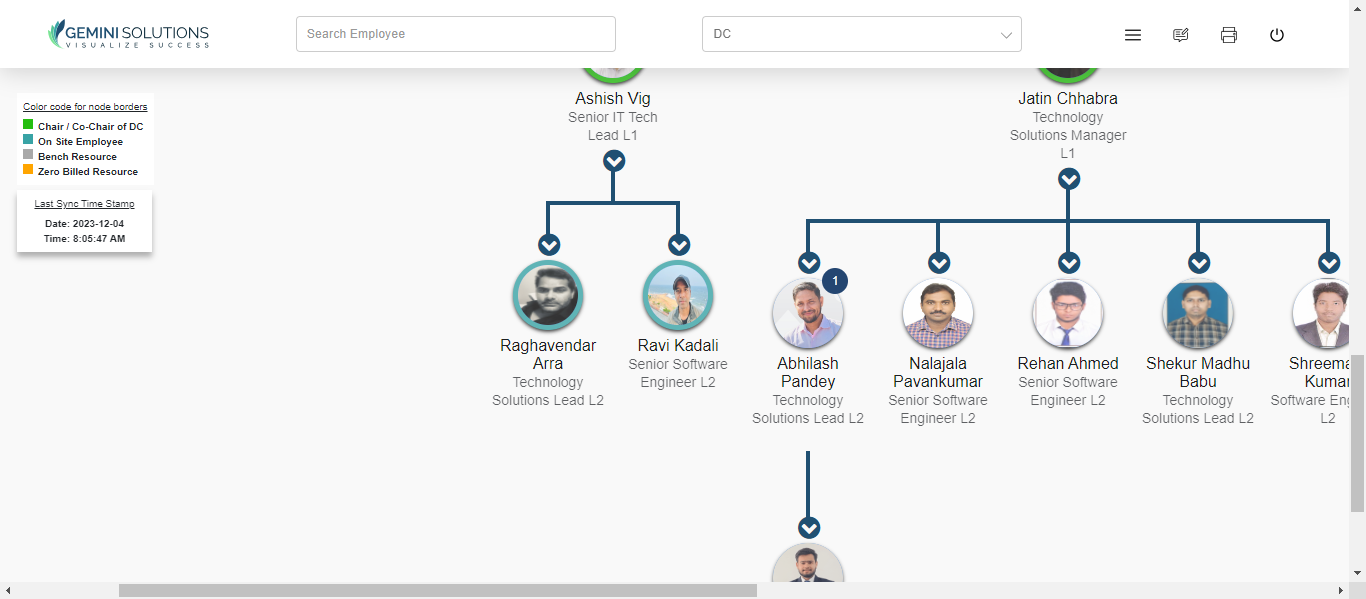 GEMINI SOLUTIONS
VISUALIZE SUCCESS
Search Employee
DC
Color code for node borders
Chair / Co-Chair of DC
On Site Employee
Bench Resource
Zero Billed Resource
Last Sync Time Stamp
Date: 2023-12-04
Time: 8:05:47 AM
Ashish Vig
Senior IT Tech
Lead L1
Jatin Chhabra
Technology
Solutions Manager
L1
Raghavendar
Arra
Technology
Solutions Lead L2
Ravi Kadali
Senior Software
Engineer L2
1
Abhilash
Pandey
Technology
Solutions Lead L2
Nalajala
Pavankumar
Senior Software
Engineer L2
Rehan Ahmed
Senior Software
Engineer L2
Shekur Madhu
Babu
Technology
Solutions Lead L2
Shreema
Kumar
Software Eng
L2